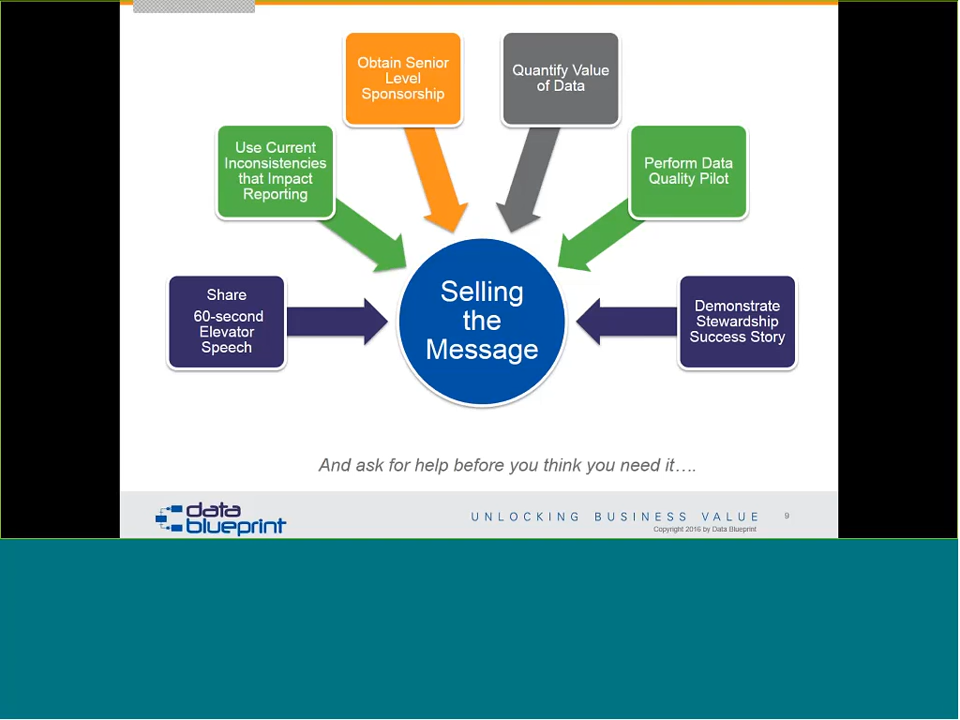 Obtain Senior
Level
Sponsorship
Quantify Value
of Data
Use Current
Inconsistencies
that Impact
Reporting
Perform Data
Quality Pilot
Share
60-second
Elevator
Speech
Selling
the
Message
Demonstrate
Stewardship
Success Story
And ask for help before you think you need it….
data
blueprint
UNLOCKING BUSINESS VALUE
9
Copyright 2016 by Data Blueprint